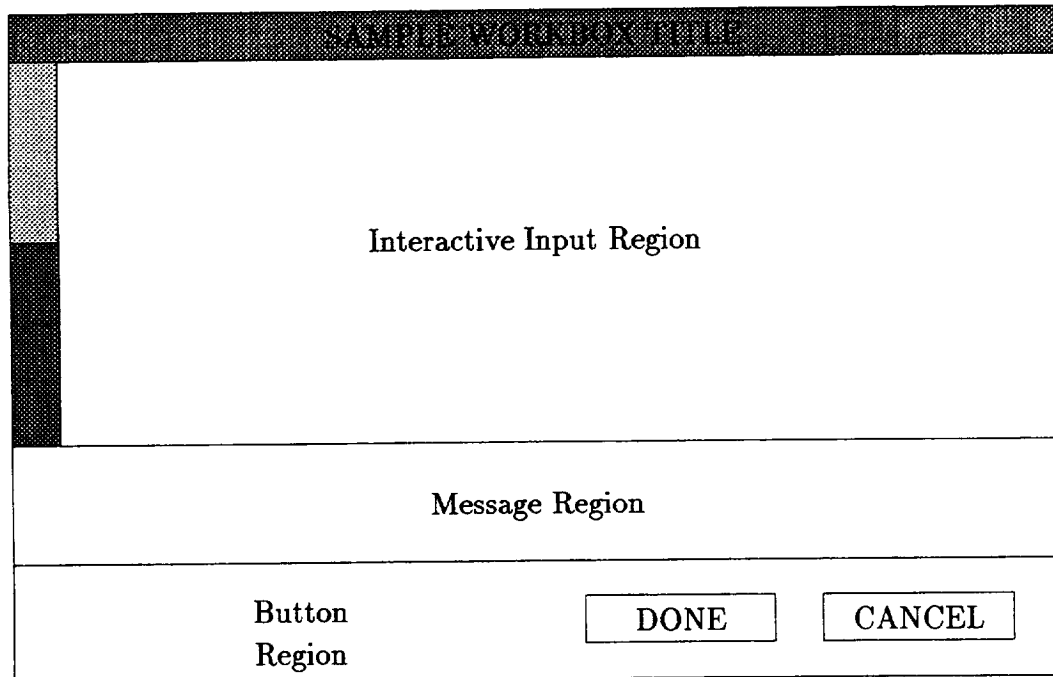 SAMPLE WORKBOX TITLE
Interactive Input Region
Message Region
Button
Region
DONE
CANCEL